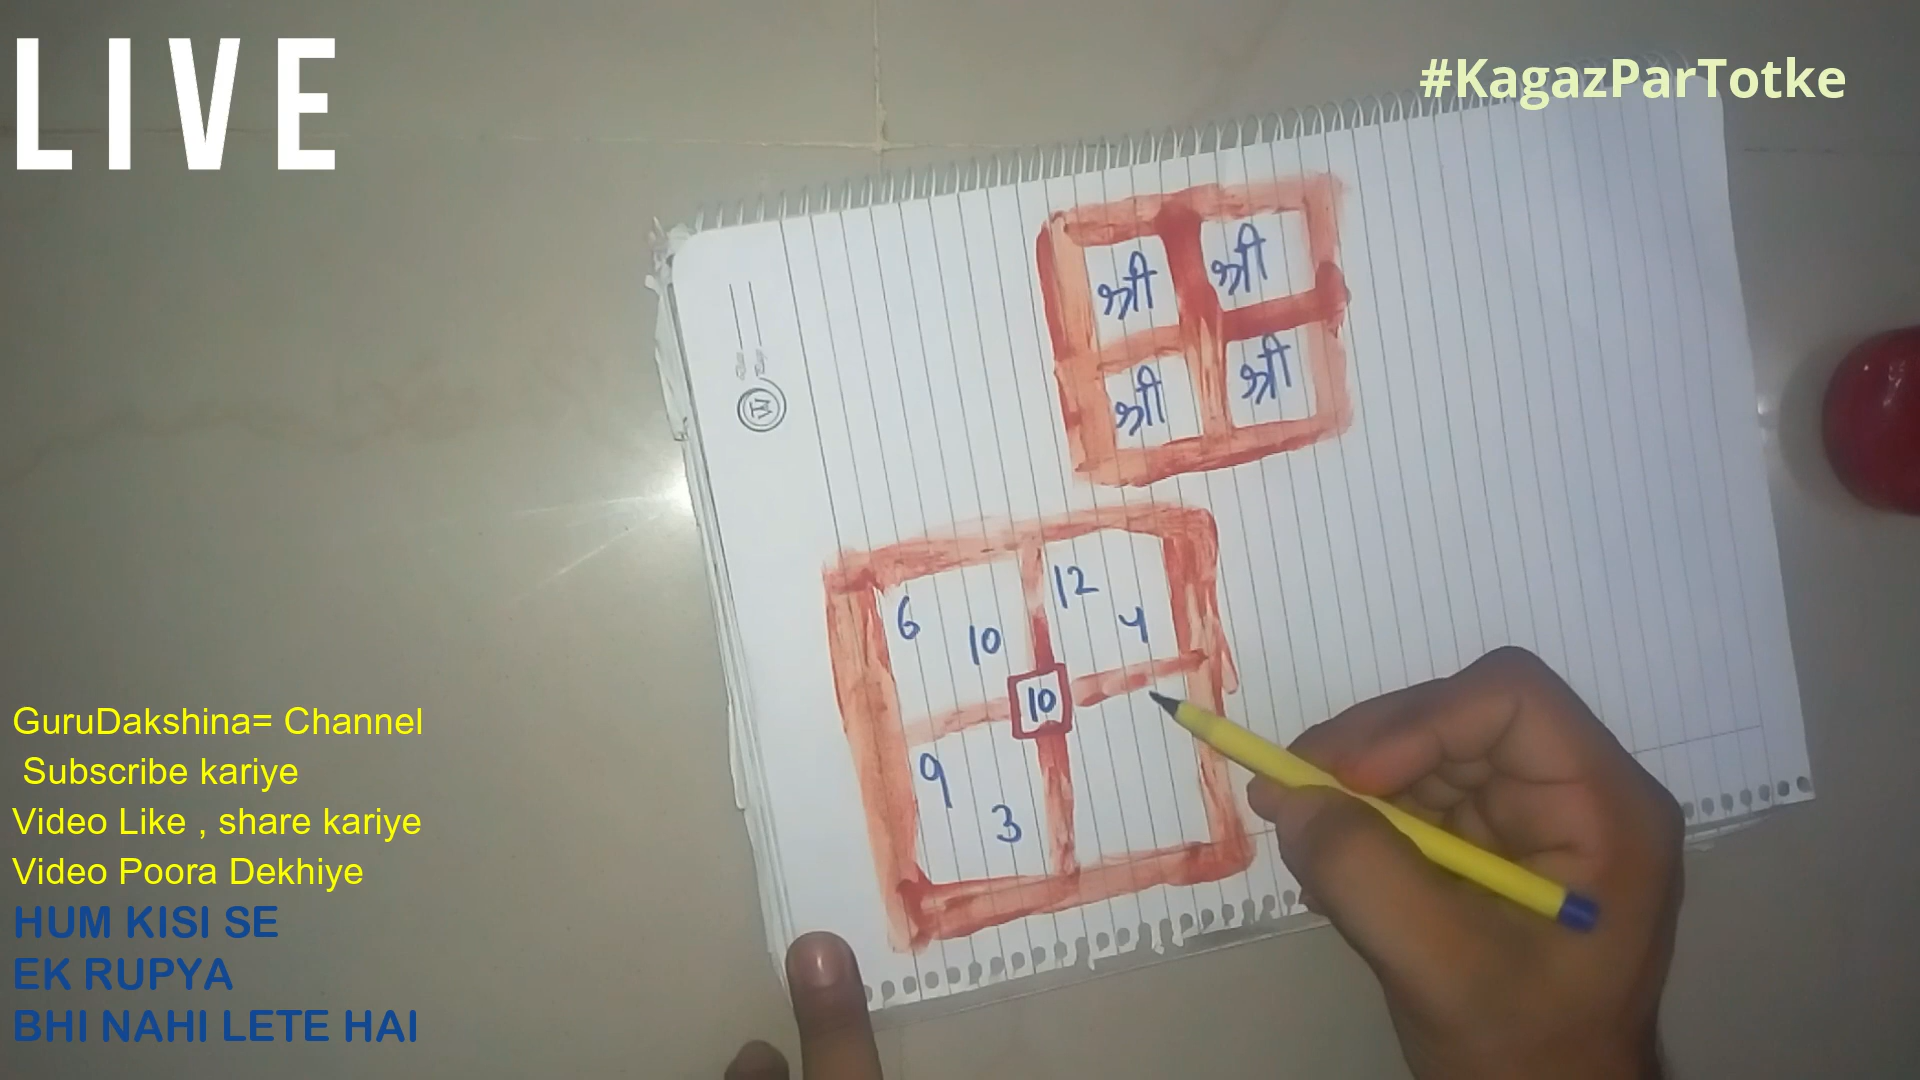 LIVE
#KagazParTotke
श्री श्री
श्री श्री
6 10 12 4
10
9 3
GuruDakshina= Channel
Subscribe kariye
Video Like , share kariye
Video Poora Dekhiye
HUM KISI SE
EK RUPYA
BHI NAHI LETE HAI